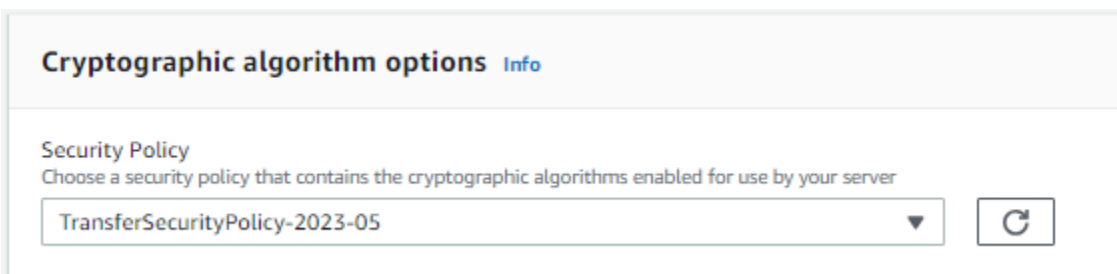 Cryptographic algorithm options Info
Security Policy
Choose a security policy that contains the cryptographic algorithms enabled for use by your server
TransferSecurityPolicy-2023-05